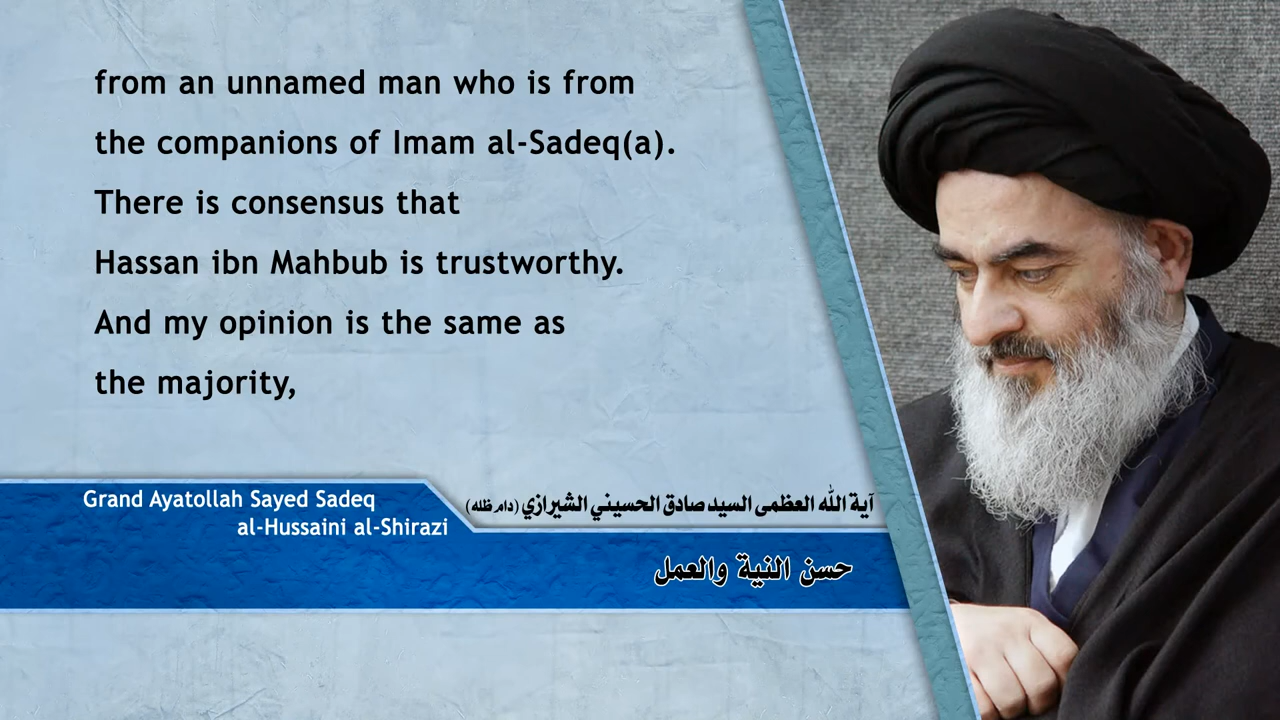 from an unnamed man who is from
the companions of Imam al-Sadeq(a).
There is consensus that
Hassan ibn Mahbub is trustworthy.
And my opinion is the same as
the majority,
Grand Ayatollah Sayed Sadeq
al-Hussaini al-Shirazi
آية الله العظمى السيد صادق الحسيني الشيرازي (دام ظله)
حسن النية والعمل